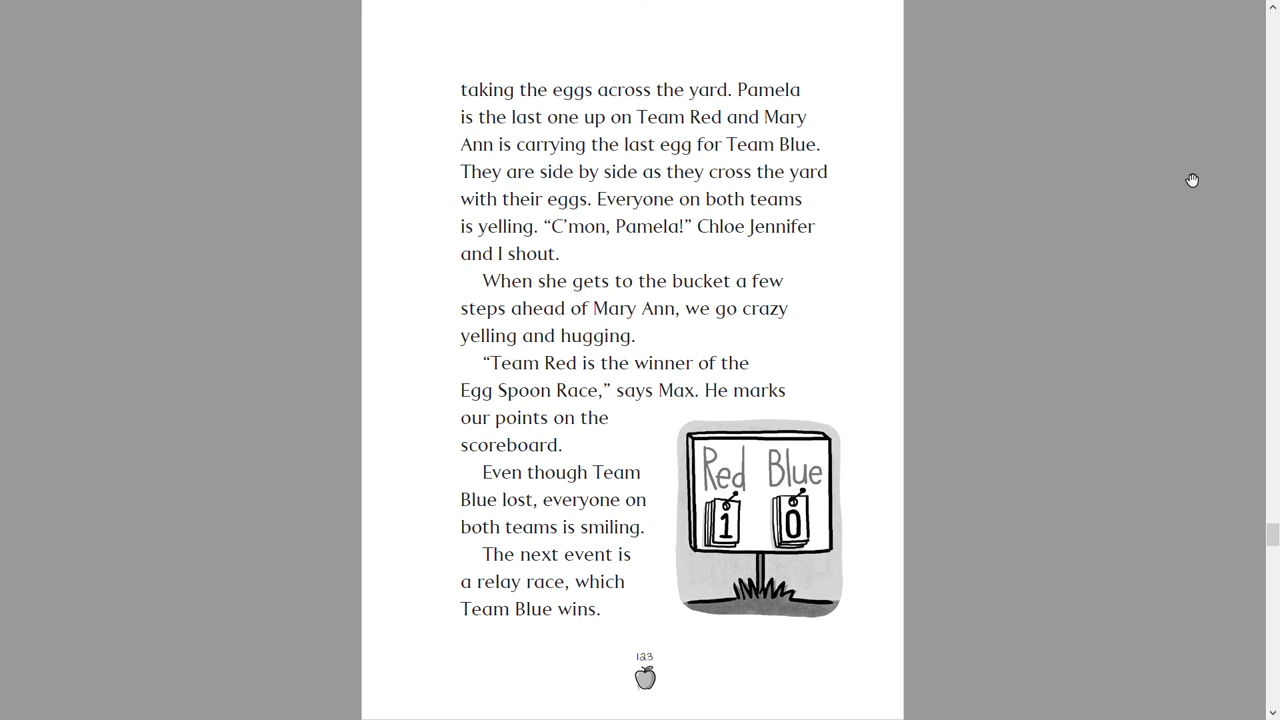 taking the eggs across the yard. Pamela
is the last one up on Team Red and Mary
Ann is carrying the last egg for Team Blue.
They are side by side as they cross the yard
with their eggs. Everyone on both teams
is yelling. “C’mon, Pamela!” Chloe Jennifer
and I shout.
When she gets to the bucket a few
steps ahead of Mary Ann, we go crazy
yelling and hugging.
“Team Red is the winner of the
Egg Spoon Race,” says Max. He marks
our points on the
scoreboard.
Even though Team
Blue lost, everyone on
both teams is smiling.
The next event is
a relay race, which
Team Blue wins.
Red Blue
1 0
123